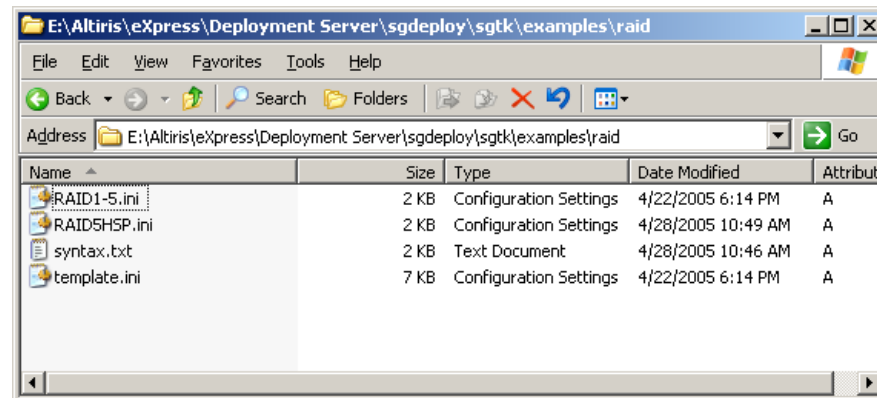 E:\Altiris\eXpress\Deployment Server\sgdeploy\sgtk\examples\raid
File Edit View Favorites Tools Help
Back Search Folders
Address E:\Altiris\eXpress\Deployment Server\sgdeploy\sgtk\examples\raid Go
Name Size Type Date Modified Attribut
RAID1-5.ini 2 KB Configuration Settings 4/22/2005 6:14 PM A
RAID5HSP.ini 2 KB Configuration Settings 4/28/2005 10:49 AM A
syntax.txt 2 KB Text Document 4/28/2005 10:46 AM A
template.ini 7 KB Configuration Settings 4/22/2005 6:14 PM A